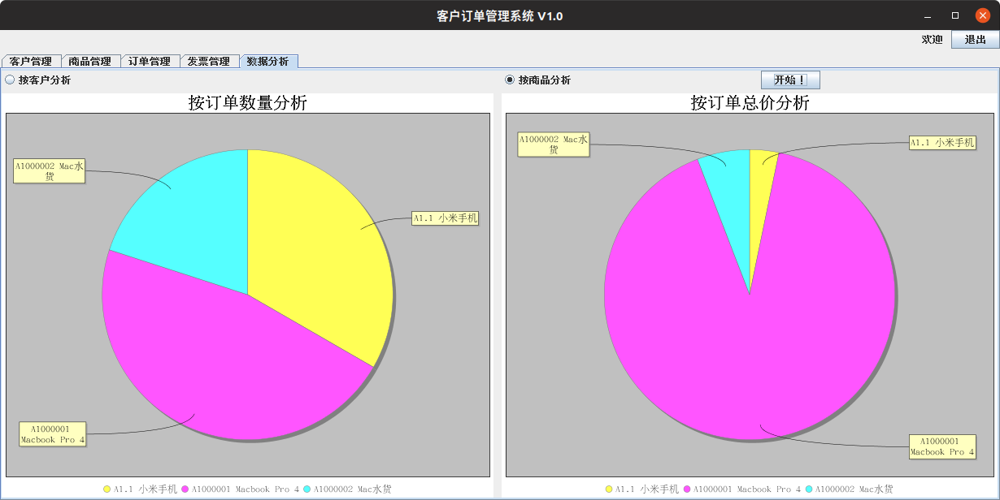 客户订单管理系统 V1.0
欢迎 退出
客户管理 商品管理 订单管理 发票管理 数据分析
按客户分析 按商品分析 开始！
按订单数量分析
A1000002 Mac水
货
A1.1 小米手机
A1000001
Macbook Pro 4
A1.1 小米手机 A1000001 Macbook Pro 4 A1000002 Mac水货
按订单总价分析
A1000002 Mac水
货
A1.1 小米手机
A1000001
Macbook Pro 4
A1.1 小米手机 A1000001 Macbook Pro 4 A1000002 Mac水货